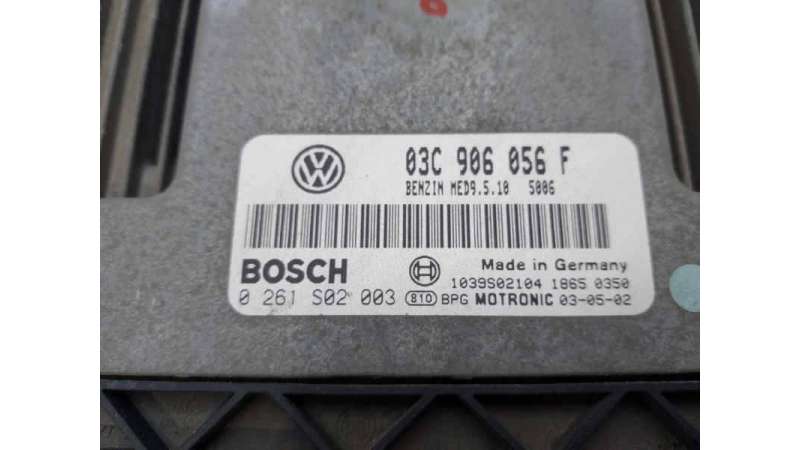 03C 906 056 F
BENZIN MED9.5.10 5006
BOSCH
Made in Germany
1039S02104 1865 0350
0 261 S02 003 810 BPG MOTRONIC 03-05-02